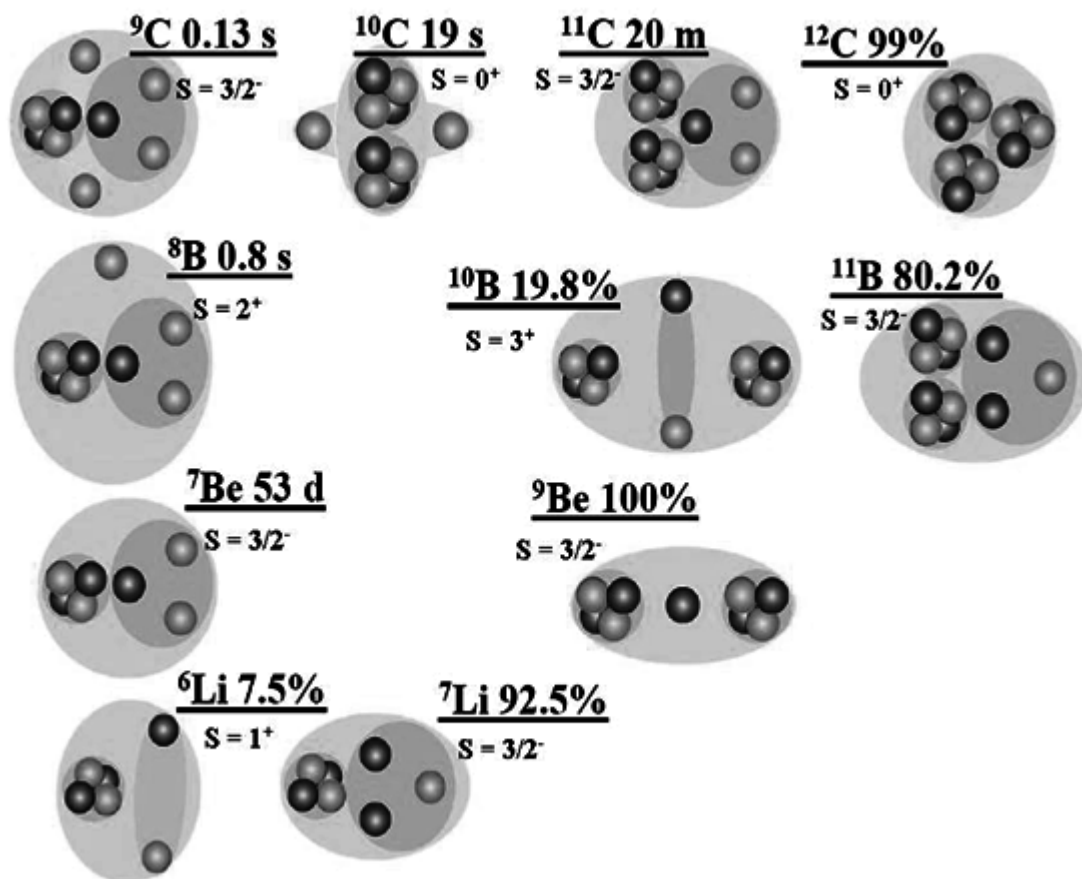 ⁹C 0.13 s
S = 3/2⁻
¹⁰C 19 s
S = 0⁺
¹¹C 20 m
S = 3/2⁻
¹²C 99%
S = 0⁺
⁸B 0.8 s
S = 2⁺
¹⁰B 19.8%
S = 3⁺
¹¹B 80.2%
S = 3/2⁻
⁷Be 53 d
S = 3/2⁻
⁹Be 100%
S = 3/2⁻
⁶Li 7.5%
S = 1⁺
⁷Li 92.5%
S = 3/2⁻